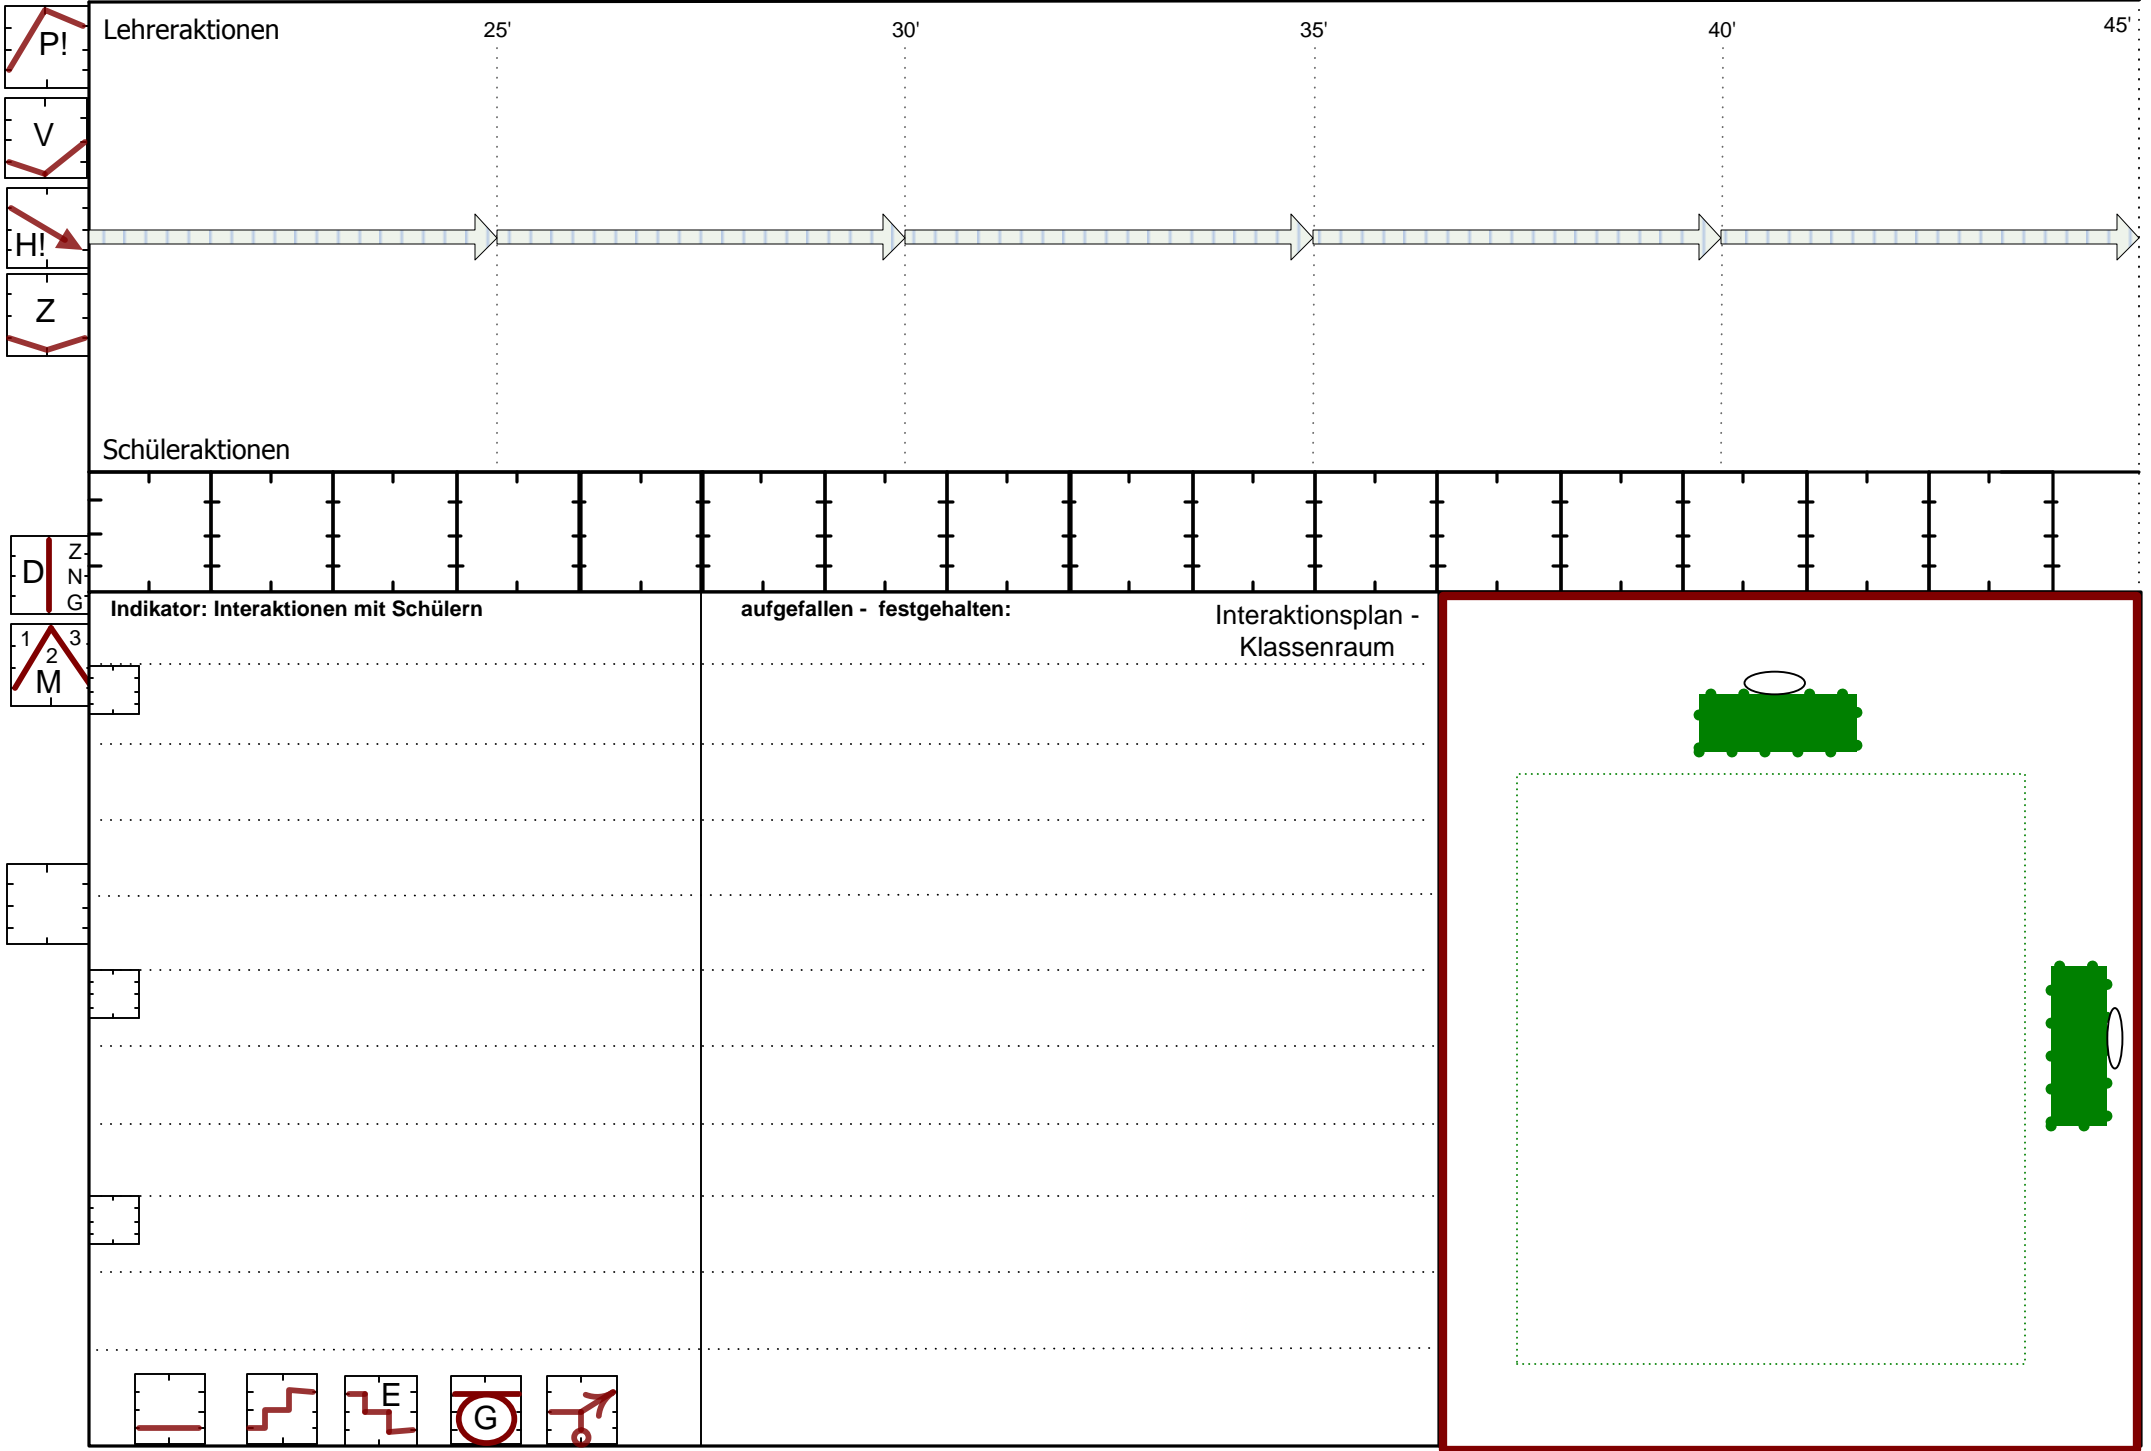 P!
Lehreraktionen 25' 30' 35' 40' 45'
V
H!
Z
Schüleraktionen
D Z
N
G
Indikator: Interaktionen mit Schülern
aufgefallen - festgehalten:
Interaktionsplan -
Klassenraum
1 2 3
M
E
G